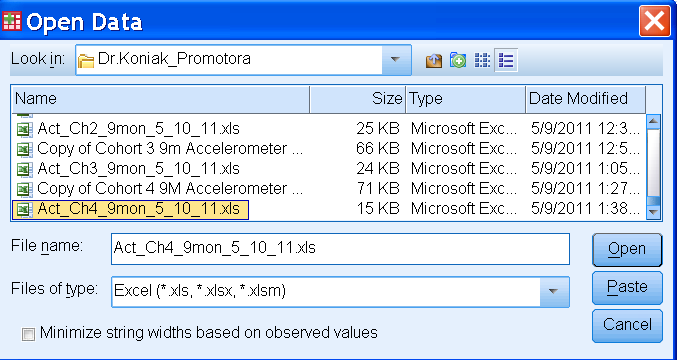 Open Data
Look in: Dr.Koniak_Promotora
Name Size Type Date Modified
Act_Ch2_9mon_5_10_11.xls 25 KB Microsoft Exc... 5/9/2011 12:3...
Copy of Cohort 3 9m Accelerometer ... 66 KB Microsoft Exc... 5/9/2011 12:5...
Act_Ch3_9mon_5_10_11.xls 24 KB Microsoft Exc... 5/9/2011 1:05...
Copy of Cohort 4 9M Accelerometer ... 71 KB Microsoft Exc... 5/9/2011 1:27...
Act_Ch4_9mon_5_10_11.xls 15 KB Microsoft Exc... 5/9/2011 1:38...
File name: Act_Ch4_9mon_5_10_11.xls Open
Files of type: Excel (*.xls, *.xlsx, *.xlsm) Paste
Minimize string widths based on observed values Cancel